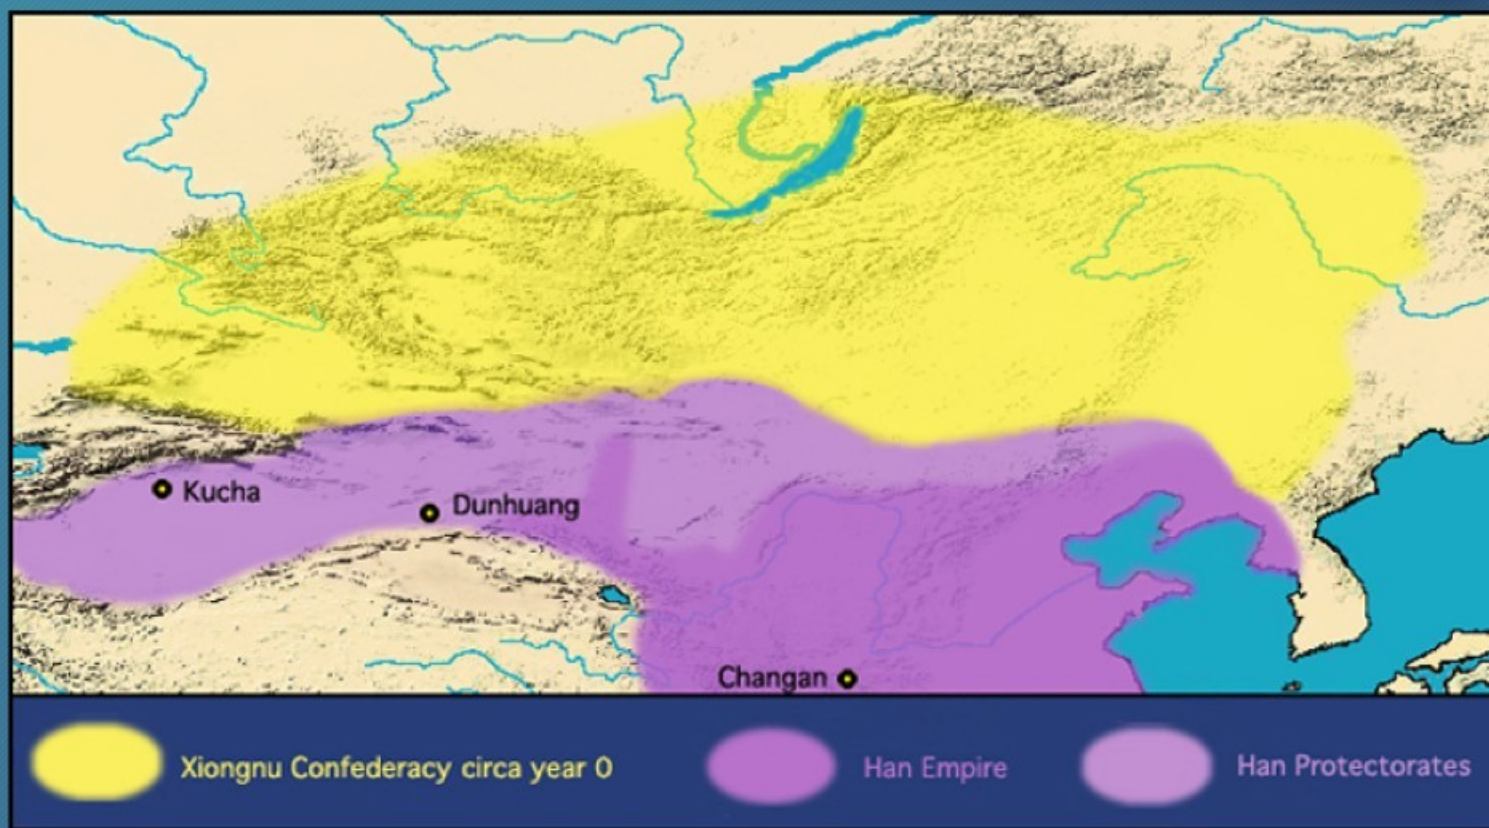 Kucha
Dunhuang
Changan
Xiongnu Confederacy circa year 0
Han Empire
Han Protectorates